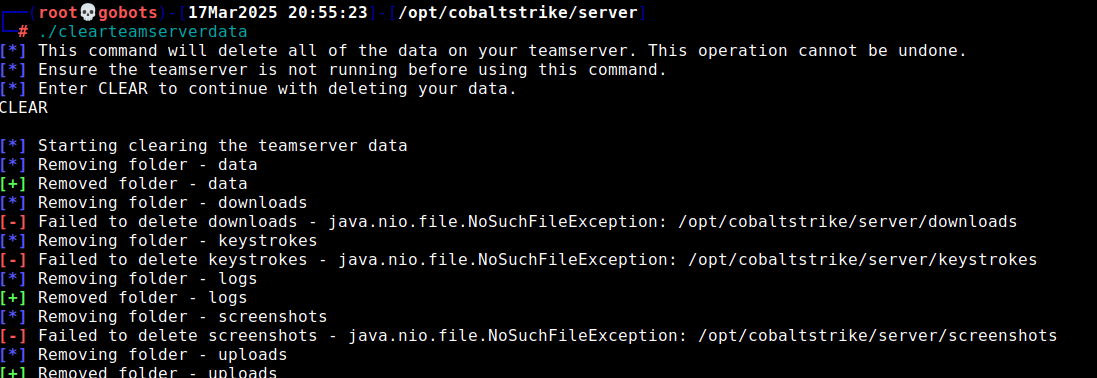 ┌──(root💀gobots)-[17Mar2025 20:55:23]-[/opt/cobaltstrike/server]
└─# ./clearteamserverdata
[*] This command will delete all of the data on your teamserver. This operation cannot be undone.
[*] Ensure the teamserver is not running before using this command.
[*] Enter CLEAR to continue with deleting your data.
CLEAR
[*] Starting clearing the teamserver data
[*] Removing folder - data
[+] Removed folder - data
[*] Removing folder - downloads
[-] Failed to delete downloads - java.nio.file.NoSuchFileException: /opt/cobaltstrike/server/downloads
[*] Removing folder - keystrokes
[-] Failed to delete keystrokes - java.nio.file.NoSuchFileException: /opt/cobaltstrike/server/keystrokes
[*] Removing folder - logs
[+] Removed folder - logs
[*] Removing folder - screenshots
[-] Failed to delete screenshots - java.nio.file.NoSuchFileException: /opt/cobaltstrike/server/screenshots
[*] Removing folder - uploads
[+] Removed folder - uploads